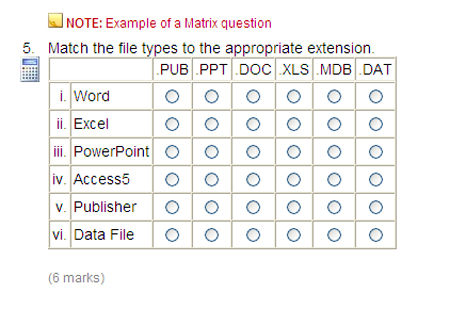 NOTE: Example of a Matrix question
5. Match the file types to the appropriate extension.
.PUB .PPT .DOC .XLS .MDB .DAT
i. Word
ii. Excel
iii. PowerPoint
iv. Access5
v. Publisher
vi. Data File
(6 marks)